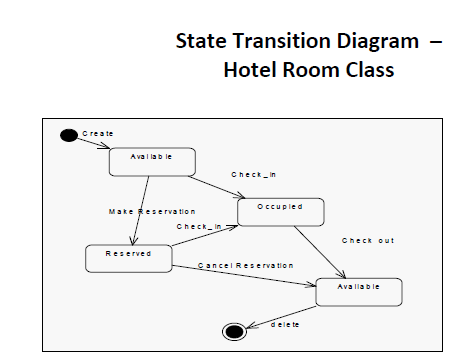 State Transition Diagram –
Hotel Room Class
Create
Available
Check_in
Occupied
Make Reservation
Check_in
Check out
Reserved
Cancel Reservation
Available
delete